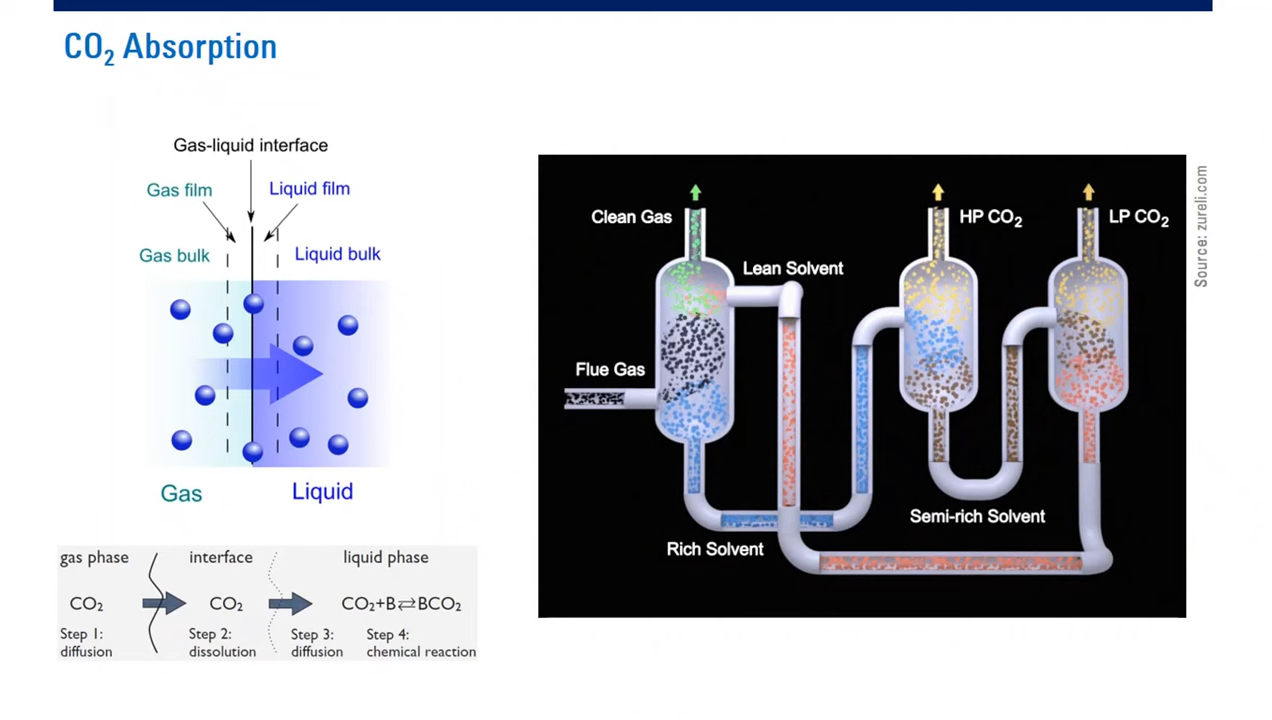 CO₂ Absorption
Gas-liquid interface
Gas film
Liquid film
Gas bulk
Liquid bulk
Gas
Liquid
gas phase
interface
liquid phase
CO₂
CO₂
CO₂+B⇄BCO₂
Step 1:
diffusion
Step 2:
dissolution
Step 3:
diffusion
Step 4:
chemical reaction
Clean Gas
HP CO₂
LP CO₂
Lean Solvent
Flue Gas
Semi-rich Solvent
Rich Solvent
Source: zureli.com